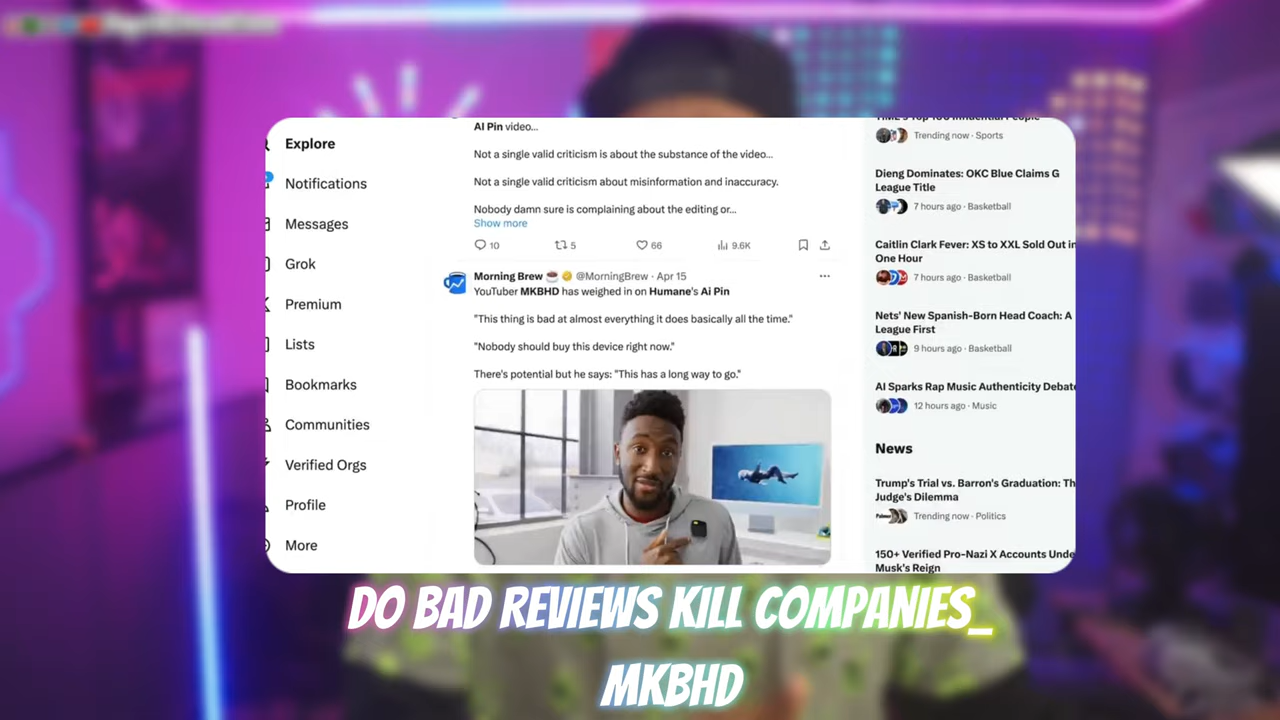 Explore
Notifications
Messages
Grok
Premium
Lists
Bookmarks
Communities
Verified Orgs
Profile
More
AI Pin video...
Not a single valid criticism is about the substance of the video...
Not a single valid criticism about misinformation and inaccuracy.
Nobody damn sure is complaining about the editing or...
Show more
10 5 66 9.6K
Morning Brew ☕ @MorningBrew · Apr 15
YouTuber MKBHD has weighed in on Humane's Ai Pin
"This thing is bad at almost everything it does basically all the time."
"Nobody should buy this device right now."
There's potential but he says: "This has a long way to go."
TIME's Top 100 Influential People
Trending now · Sports
Dieng Dominates: OKC Blue Claims G
League Title
7 hours ago · Basketball
Caitlin Clark Fever: XS to XXL Sold Out in
One Hour
7 hours ago · Basketball
Nets' New Spanish-Born Head Coach: A
League First
9 hours ago · Basketball
AI Sparks Rap Music Authenticity Debate
12 hours ago · Music
News
Trump's Trial vs. Barron's Graduation: Th
Judge's Dilemma
Trending now · Politics
150+ Verified Pro-Nazi X Accounts Unde
Musk's Reign
DO BAD REVIEWS KILL COMPANIES_
MKBHD